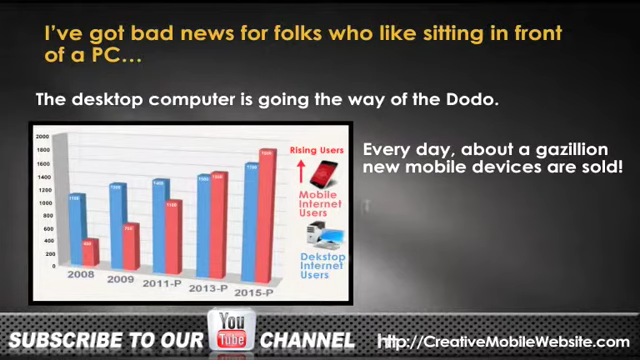 I've got bad news for folks who like sitting in front
of a PC...
The desktop computer is going the way of the Dodo.
Every day, about a gazillion
new mobile devices are sold!
2000
1800
1600
1400
1200
1000
800
600
400
200
0
2008
2009
2011-P
2013-P
2015-P
Rising Users
Mobile
Internet
Users
Dekstop
Internet
Users
SUBSCRIBE TO OUR You Tube CHANNEL
http://CreativeMobileWebsite.com